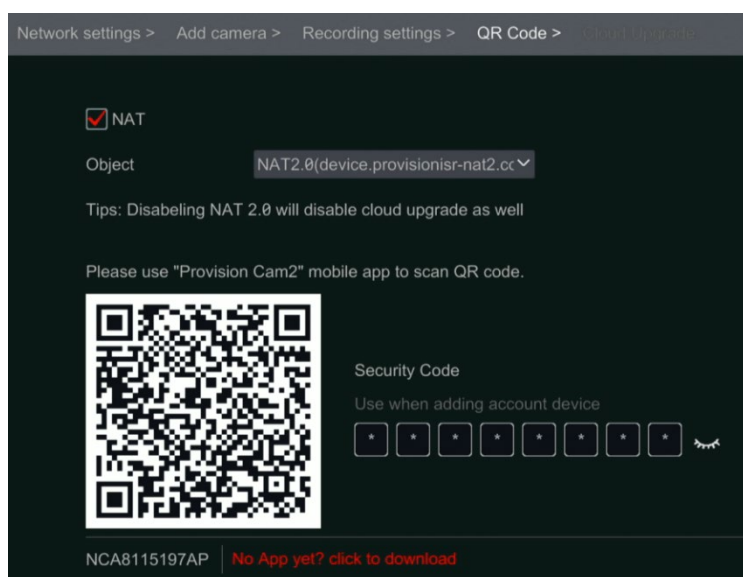 Network settings > Add camera > Recording settings > QR Code > Cloud Upgrade
NAT
Object NAT2.0(device.provisionisr-nat2.cc
Tips: Disabeling NAT 2.0 will disable cloud upgrade as well
Please use "Provision Cam2" mobile app to scan QR code.
Security Code
Use when adding account device
* * * * * * * *
NCA8115197AP No App yet? click to download